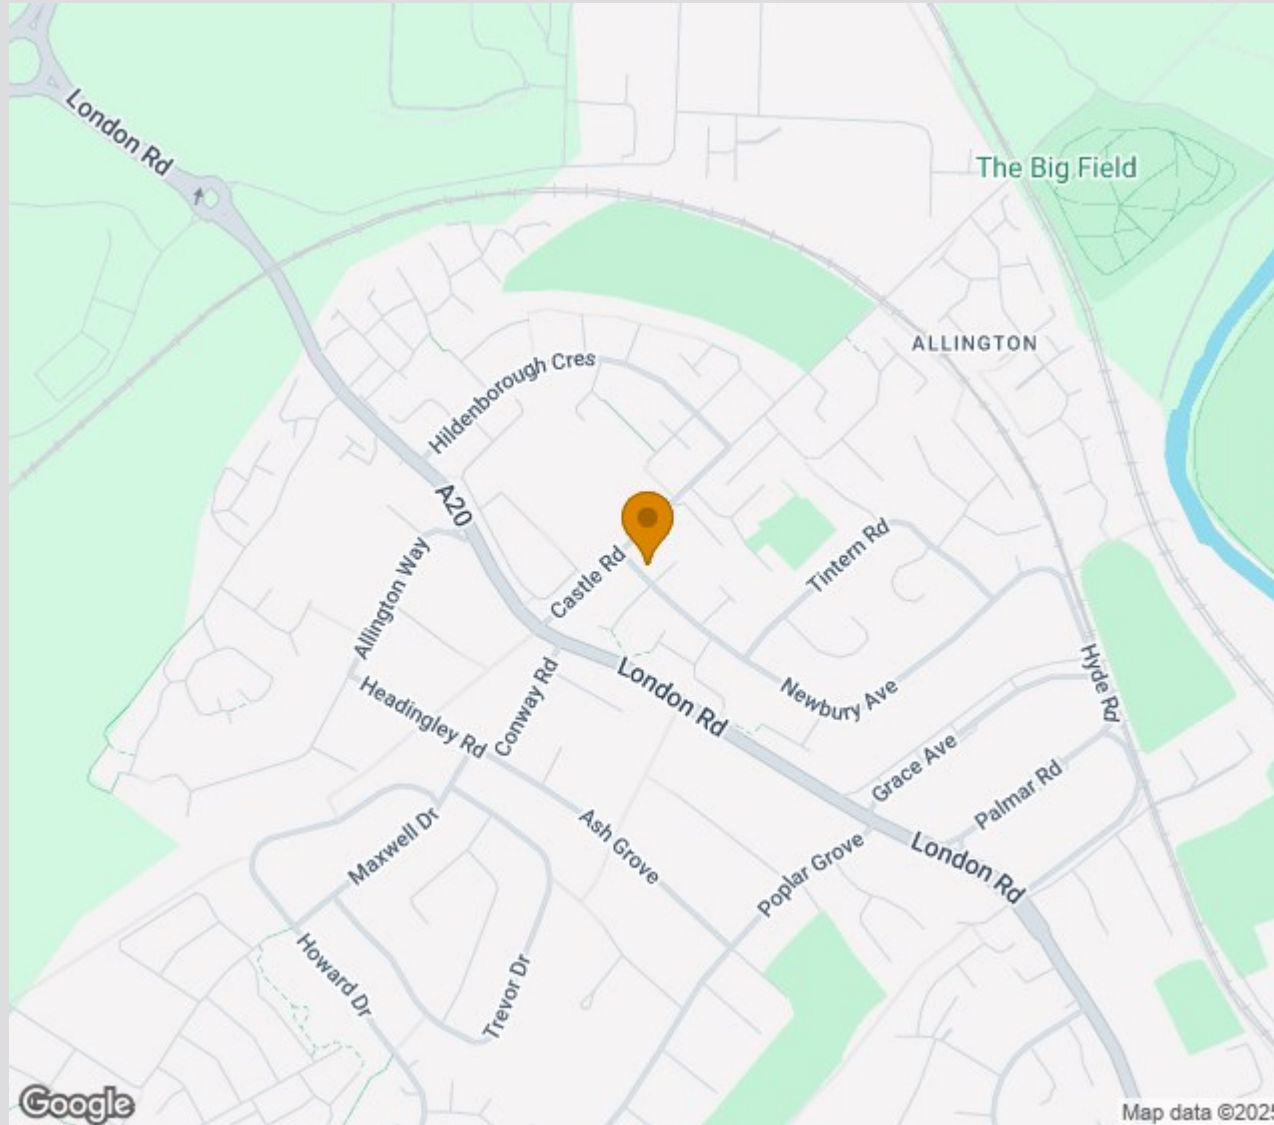 London Rd
The Big Field
ALLINGTON
Hildenborough Cres
A20
Castle Rd
Tintern Rd
Allington Way
Hyde Rd
London Rd
Newbury Ave
Headingley Rd
Conway Rd
Grace Ave
Palmar Rd
Ash Grove
Maxwell Dr
Poplar Grove
London Rd
Howard Dr
Trevor Dr
Google
Map data ©2025